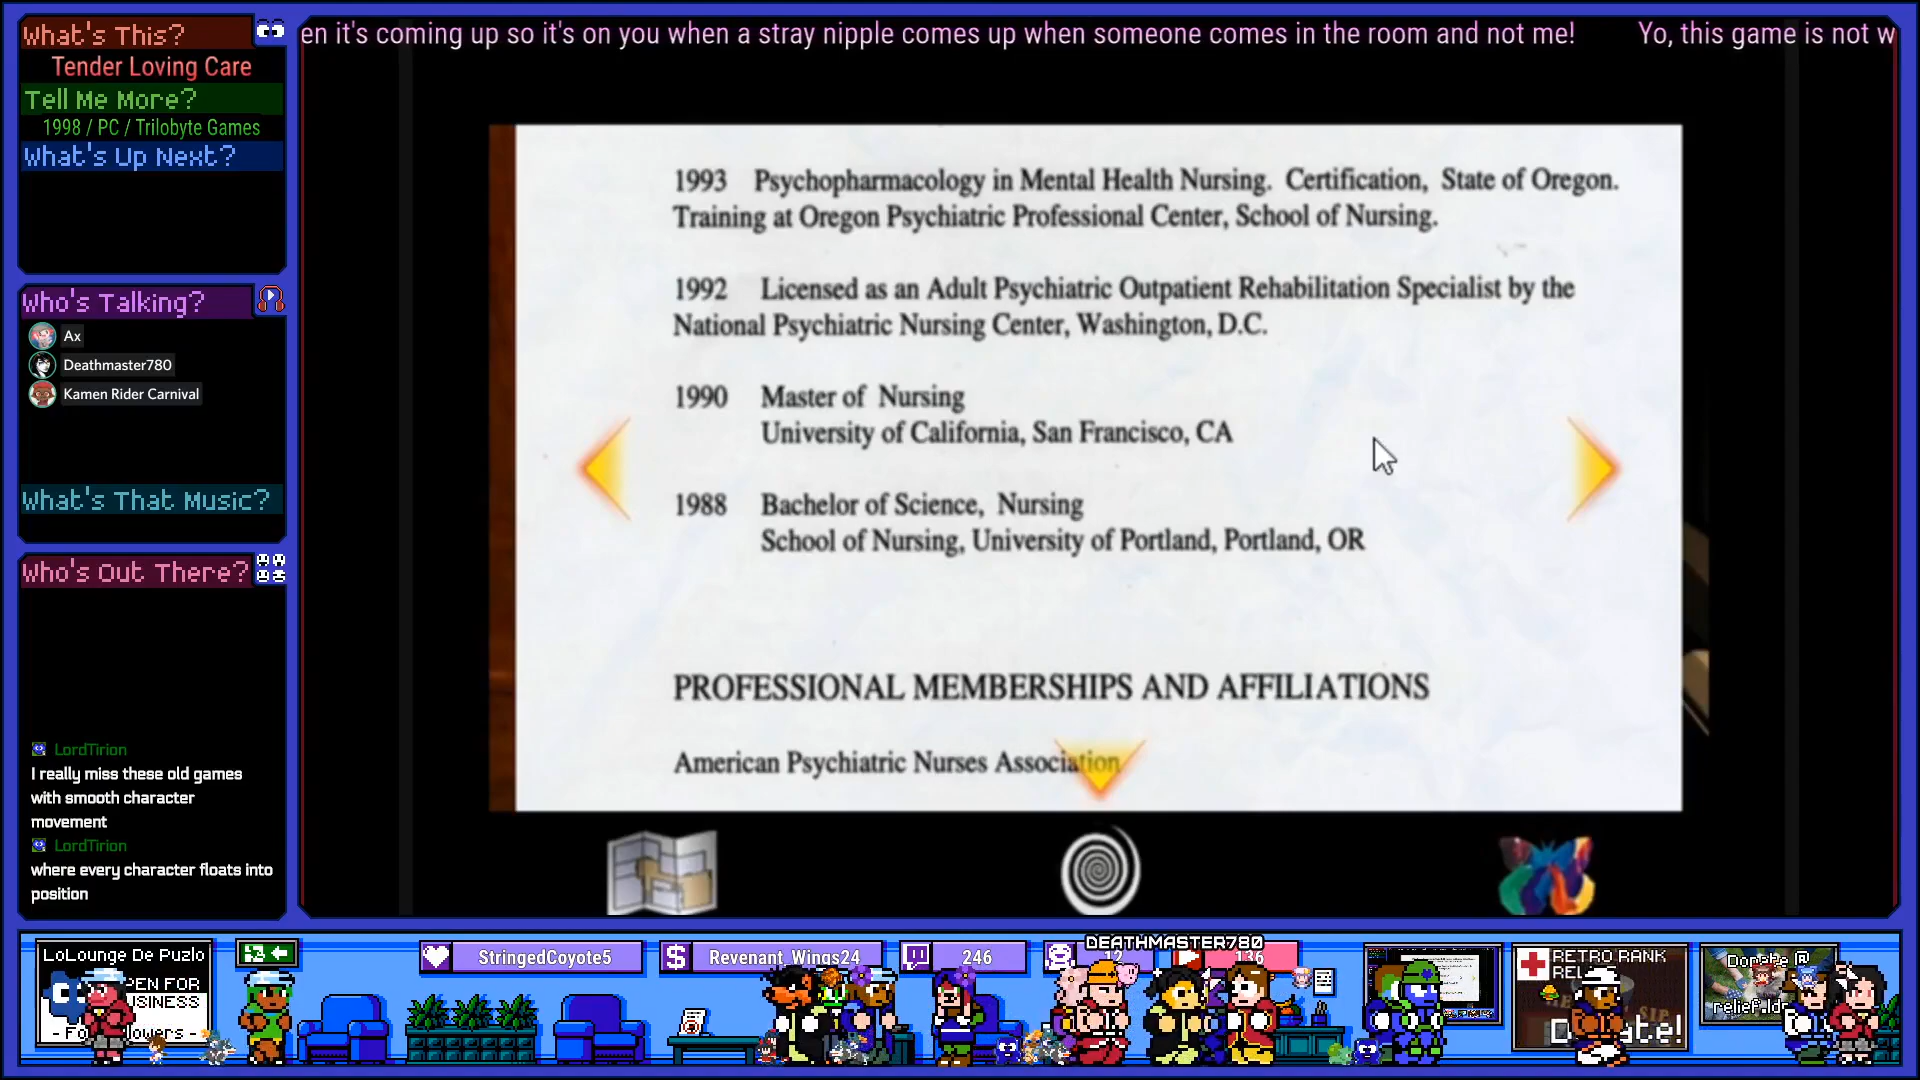 What's This?
Tender Loving Care
Tell Me More?
1998 / PC / Trilobyte Games
What's Up Next?
Who's Talking?
Ax
Deathmaster780
Kamen Rider Carnival
What's That Music?
Who's Out There?
LordTirion
I really miss these old games
with smooth character
movement
LordTirion
where every character floats into
position
en it's coming up so it's on you when a stray nipple comes up when someone comes in the room and not me! Yo, this game is not w
1993 Psychopharmacology in Mental Health Nursing. Certification, State of Oregon.
Training at Oregon Psychiatric Professional Center, School of Nursing.
1992 Licensed as an Adult Psychiatric Outpatient Rehabilitation Specialist by the
National Psychiatric Nursing Center, Washington, D.C.
1990 Master of Nursing
University of California, San Francisco, CA
1988 Bachelor of Science, Nursing
School of Nursing, University of Portland, Portland, OR
PROFESSIONAL MEMBERSHIPS AND AFFILIATIONS
American Psychiatric Nurses Association
LoLounge De Puzlo
StringedCoyote5
Revenant_Wings24
246
DEATHMASTER780
12
136
RETRO RANK
Donate @